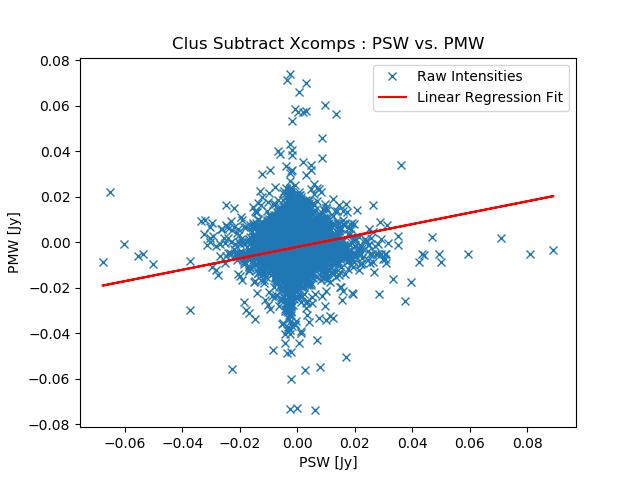 Clus Subtract Xcomps : PSW vs. PMW
Raw Intensities
Linear Regression Fit
0.08
0.06
0.04
0.02
0.00
−0.02
−0.04
−0.06
−0.08
PMW [Jy]
−0.06 −0.04 −0.02 0.00 0.02 0.04 0.06 0.08
PSW [Jy]